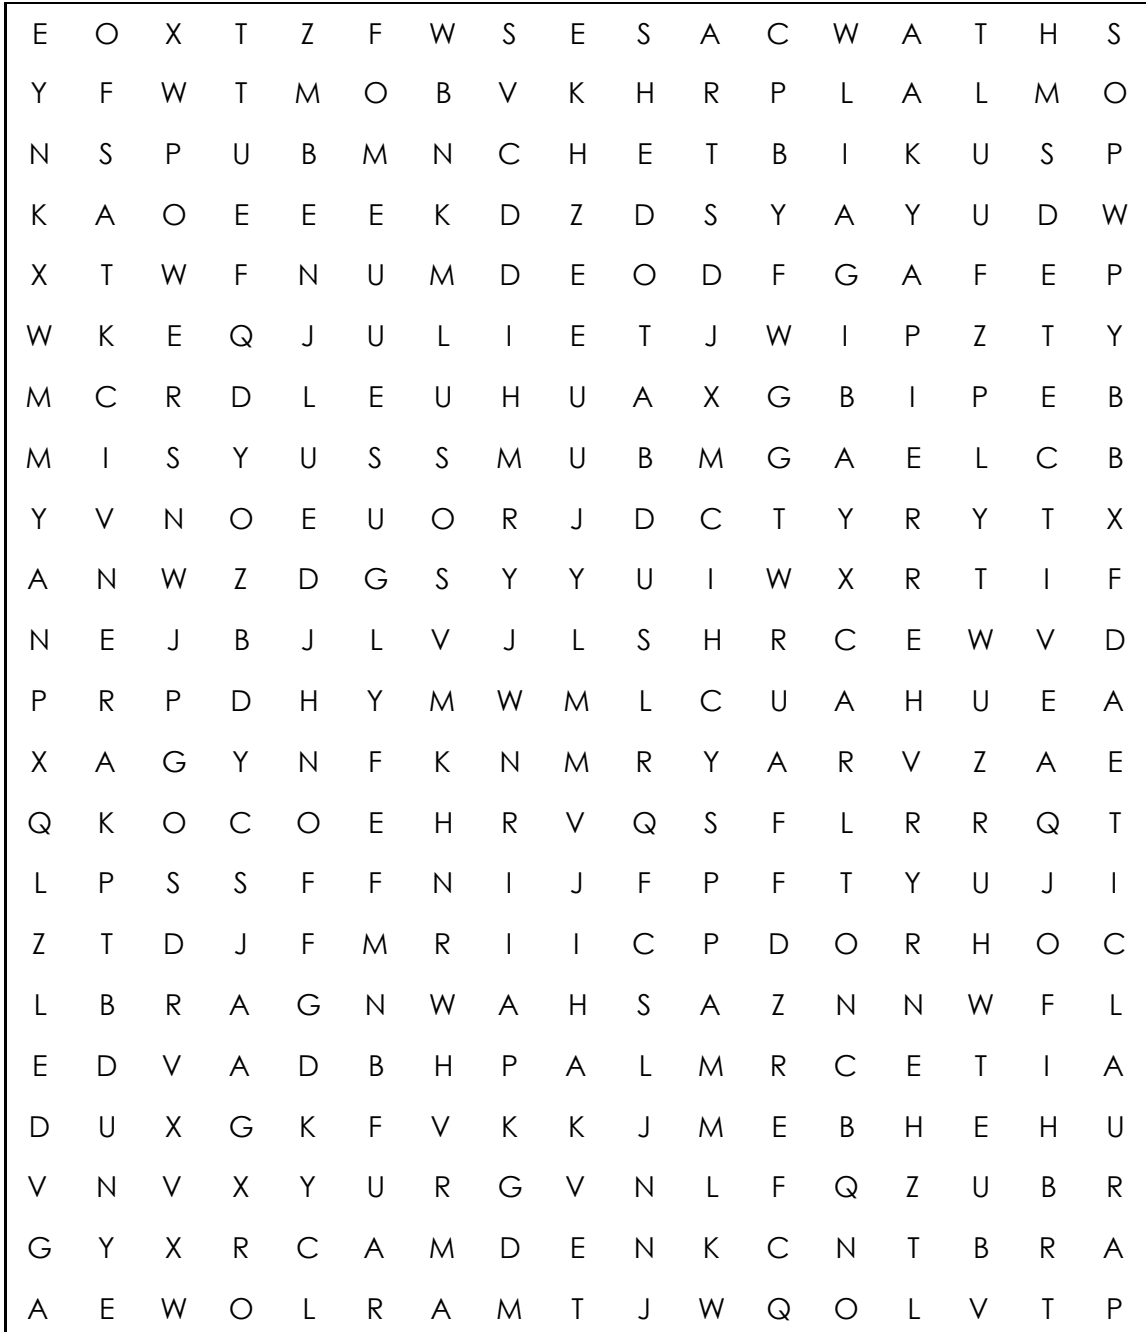 E O X T Z F W S E S A C W A T H S
Y F W T M O B V K H R P L A L M O
N S P U B M N C H E T B I K U S P
K A O E E E K D Z D S Y A Y U D W
X T W F N U M D E O D F G A F E P
W K E Q J U L I E T J W I P Z T Y
M C R D L E U H U A X G B I P E B
M I S Y U S S M U B M G A E L C B
Y V N O E U O R J D C T Y R Y T X
A N W Z D G S Y Y U I W X R T I F
N E J B J L V J L S H R C E W V D
P R P D H Y M W M L C U A H U E A
X A G Y N F K N M R Y A R V Z A E
Q K O C O E H R V Q S F L R R Q T
L P S S F F N I J F P F T Y U J I
Z T D J F M R I I C P D O R H O C
L B R A G N W A H S A Z N N W F L
E D V A D B H P A L M R C E T I A
D U X G K F V K K J M E B H E H U
V N V X Y U R G V N L F Q Z U B R
G Y X R C A M D E N K C N T B R A
A E W O L R A M T J W Q O L V T P